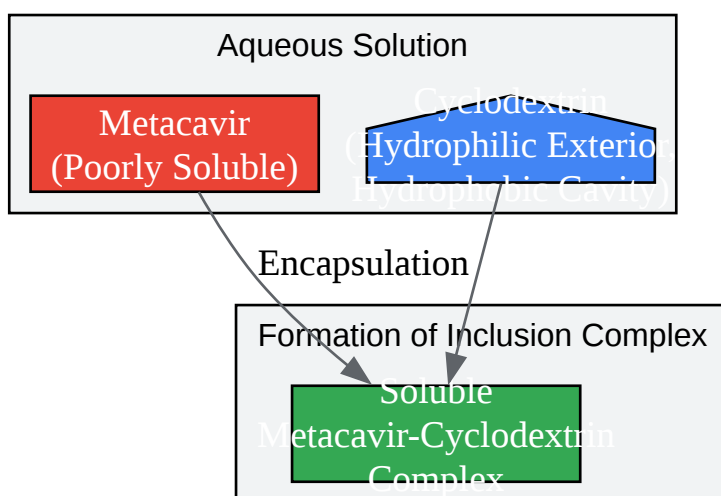 Aqueous Solution
Metacavir
(Poorly Soluble)
Cyclodextrin
(Hydrophilic Exterior,
Hydrophobic Cavity)
Encapsulation
Formation of Inclusion Complex
Soluble
Metacavir-Cyclodextrin
Complex